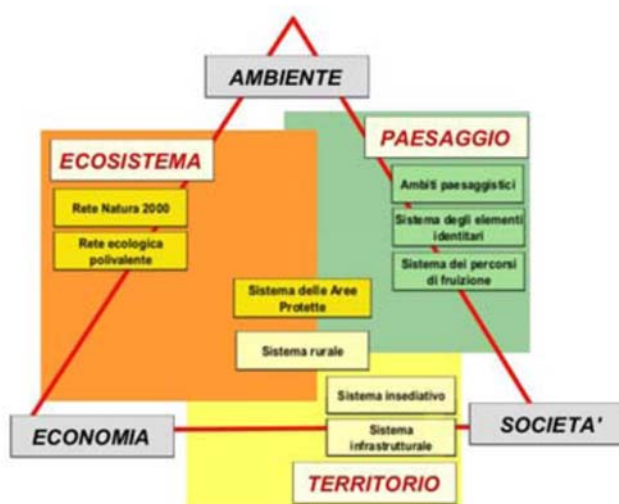 AMBIENTE
ECOSISTEMA
PAESAGGIO
Rete Natura 2000
Rete ecologica
polivalente
Ambiti paesaggistici
Sistema degli elementi
identitari
Sistema dei percorsi
di fruizione
Sistema delle Aree
Protette
Sistema rurale
Sistema insediativo
Sistema
infrastrutturale
ECONOMIA
SOCIETA'
TERRITORIO